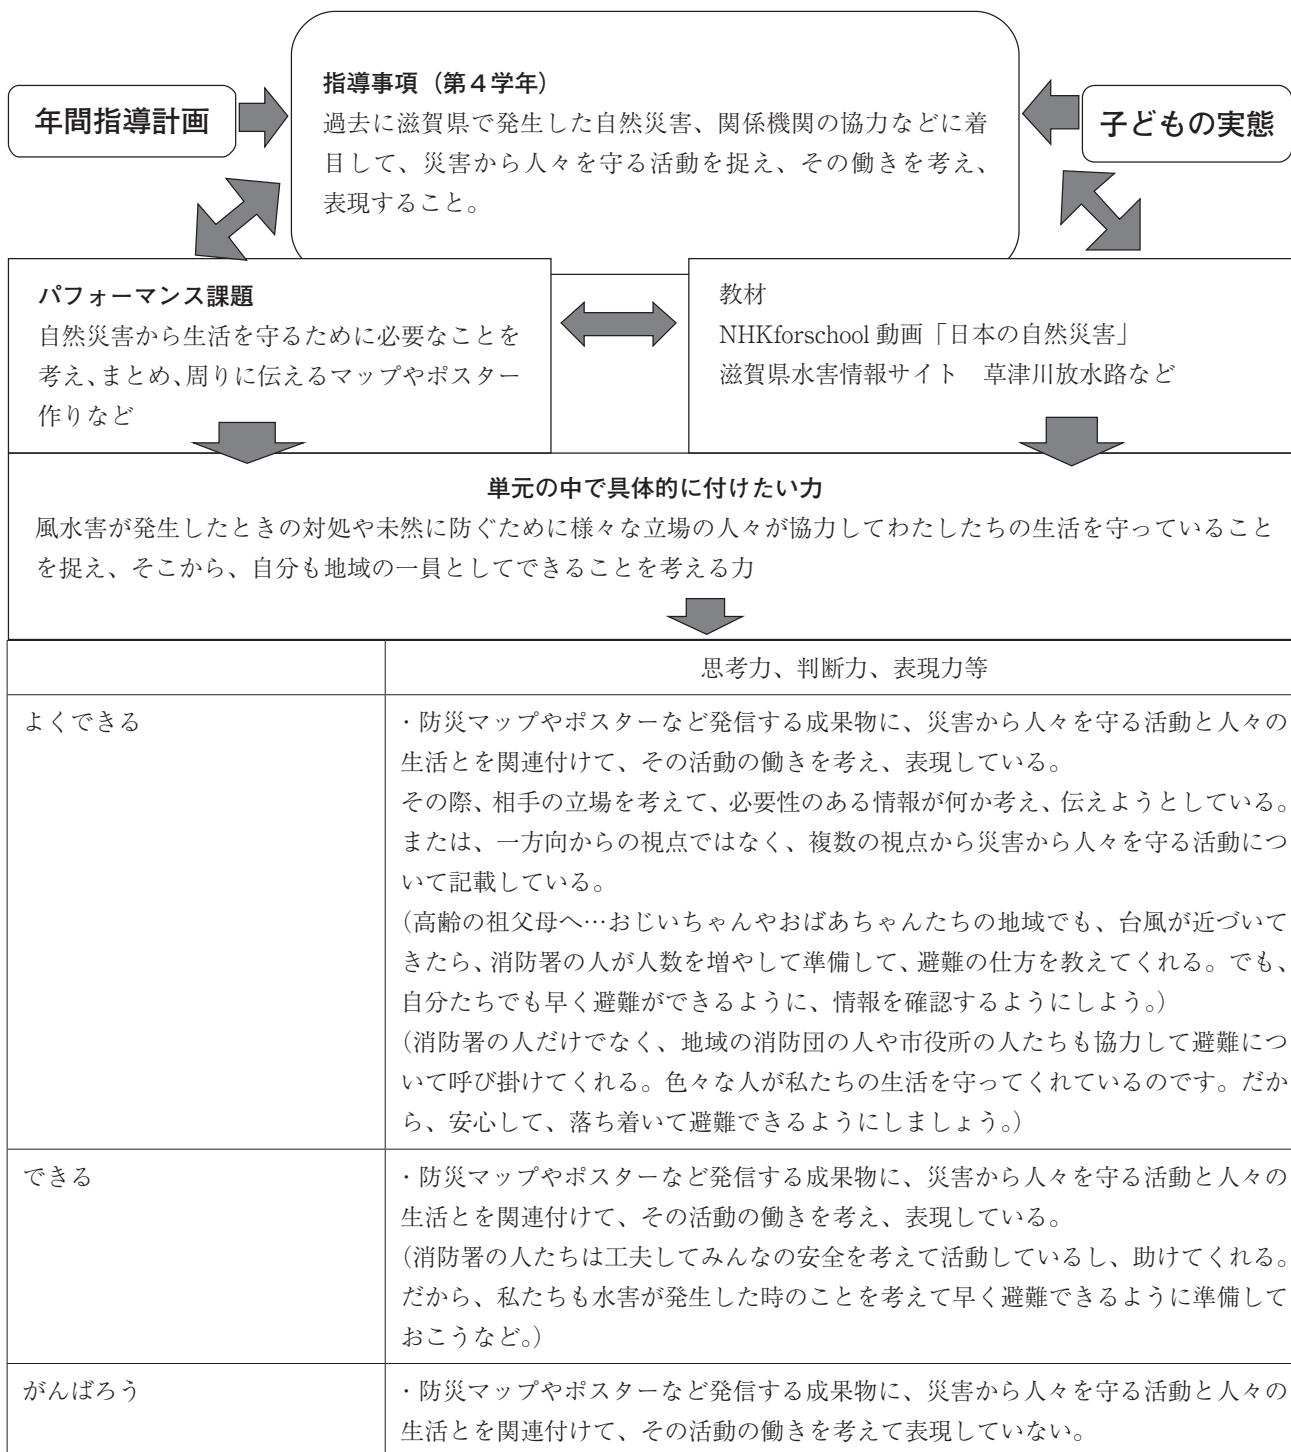 年間指導計画
指導事項（第４学年）
過去に滋賀県で発生した自然災害、関係機関の協力などに着
目して、災害から人々を守る活動を捉え、その働きを考え、
表現すること。
子どもの実態
パフォーマンス課題
自然災害から生活を守るために必要なことを
考え、まとめ、周りに伝えるマップやポスター
作りなど
教材
NHKforschool 動画「日本の自然災害」
滋賀県水害情報サイト　草津川放水路など
単元の中で具体的に付けたい力
風水害が発生したときの対処や未然に防ぐために様々な立場の人々が協力してわたしたちの生活を守っていること
を捉え、そこから、自分も地域の一員としてできることを考える力
思考力、判断力、表現力等
よくできる
・防災マップやポスターなど発信する成果物に、災害から人々を守る活動と人々の
生活とを関連付けて、その活動の働きを考え、表現している。
その際、相手の立場を考えて、必要性のある情報が何か考え、伝えようとしている。
または、一方向からの視点ではなく、複数の視点から災害から人々を守る活動につ
いて記載している。
（高齢の祖父母へ…おじいちゃんやおばあちゃんたちの地域でも、台風が近づいて
きたら、消防署の人が人数を増やして準備して、避難の仕方を教えてくれる。でも、
自分たちでも早く避難ができるように、情報を確認するようにしよう。）
（消防署の人だけでなく、地域の消防団の人や市役所の人たちも協力して避難につ
いて呼び掛けてくれる。色々な人が私たちの生活を守ってくれているのです。だか
ら、安心して、落ち着いて避難できるようにしましょう。）
できる
・防災マップやポスターなど発信する成果物に、災害から人々を守る活動と人々の
生活とを関連付けて、その活動の働きを考え、表現している。
（消防署の人たちは工夫してみんなの安全を考えて活動しているし、助けてくれる。
だから、私たちも水害が発生した時のことを考えて早く避難できるように準備して
おこうなど。）
がんばろう
・防災マップやポスターなど発信する成果物に、災害から人々を守る活動と人々の
生活とを関連付けて、その活動の働きを考えて表現していない。